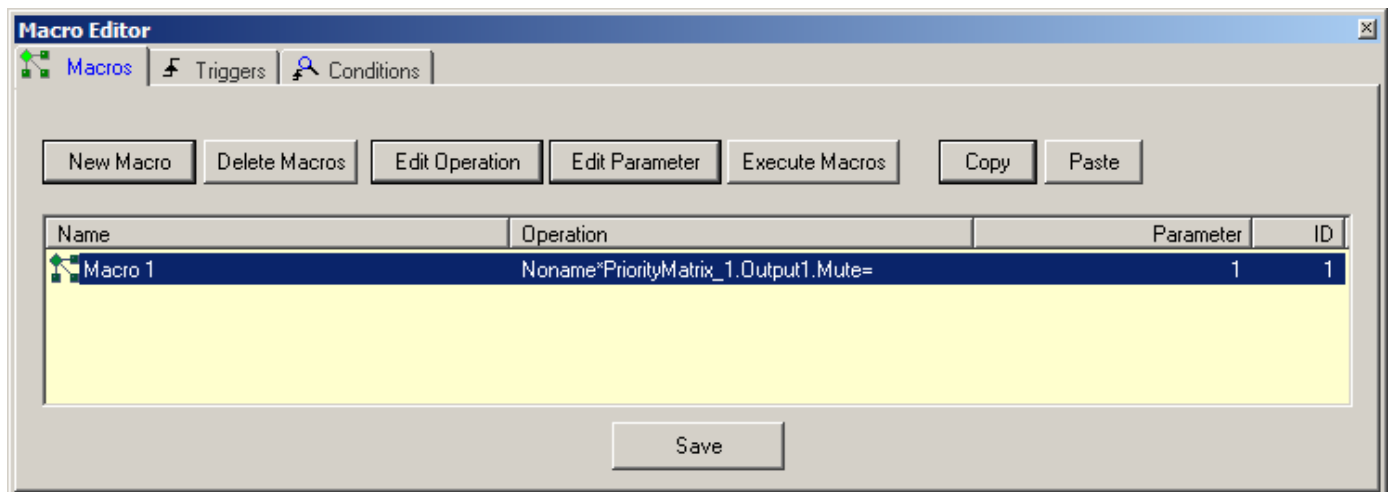 Macro Editor
Macros Triggers Conditions
New Macro Delete Macros Edit Operation Edit Parameter Execute Macros Copy Paste
Name Operation Parameter ID
Macro 1 Noname*PriorityMatrix_1.Output1.Mute= 1 1
Save